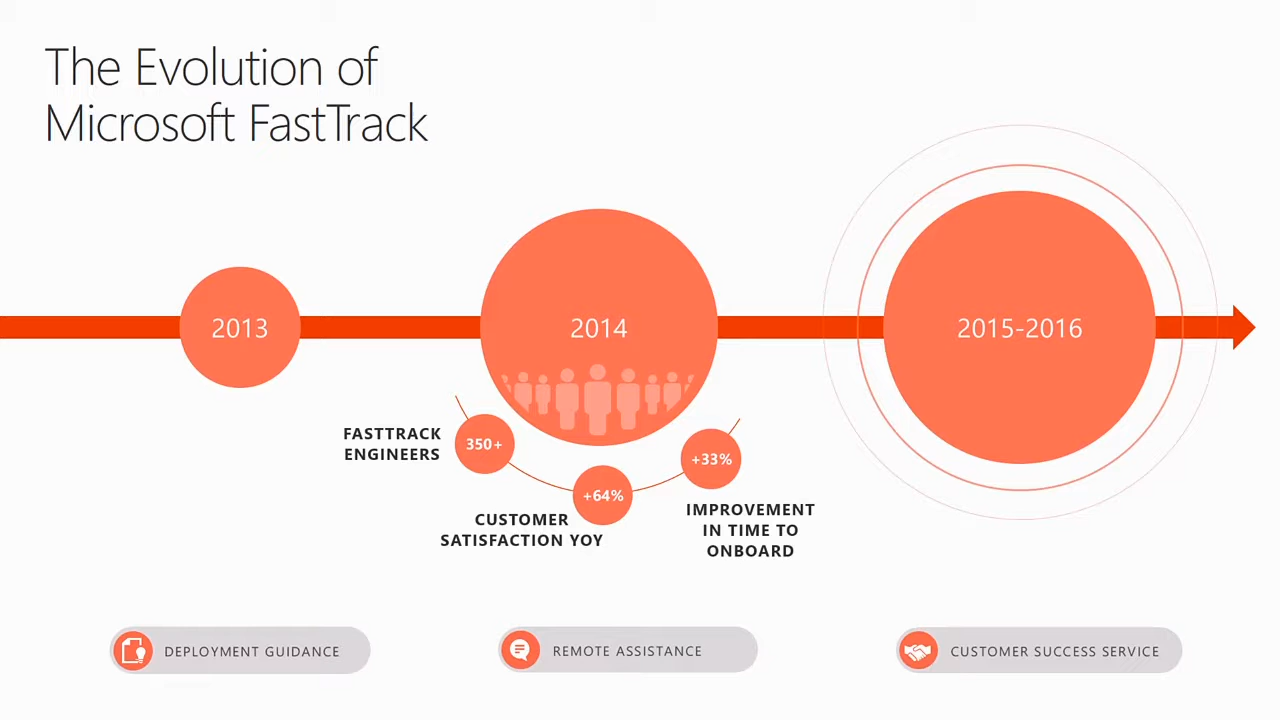 The Evolution of
Microsoft FastTrack
2013
2014
2015-2016
FASTTRACK
ENGINEERS
350+
+64%
CUSTOMER
SATISFACTION YOY
+33%
IMPROVEMENT
IN TIME TO
ONBOARD
DEPLOYMENT GUIDANCE
REMOTE ASSISTANCE
CUSTOMER SUCCESS SERVICE